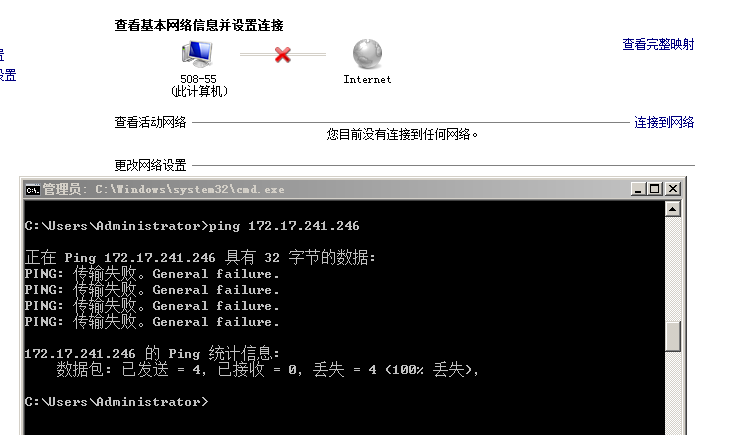 查看基本网络信息并设置连接
查看完整映射
置
设置
508-55
(此计算机)
Internet
查看活动网络
连接到网络
您目前没有连接到任何网络。
更改网络设置
管理员: C:\Windows\system32\cmd.exe
C:\Users\Administrator>ping 172.17.241.246
正在 Ping 172.17.241.246 具有 32 字节的数据:
PING: 传输失败。General failure.
PING: 传输失败。General failure.
PING: 传输失败。General failure.
PING: 传输失败。General failure.
172.17.241.246 的 Ping 统计信息:
数据包: 已发送 = 4, 已接收 = 0, 丢失 = 4 (100% 丢失),
C:\Users\Administrator>